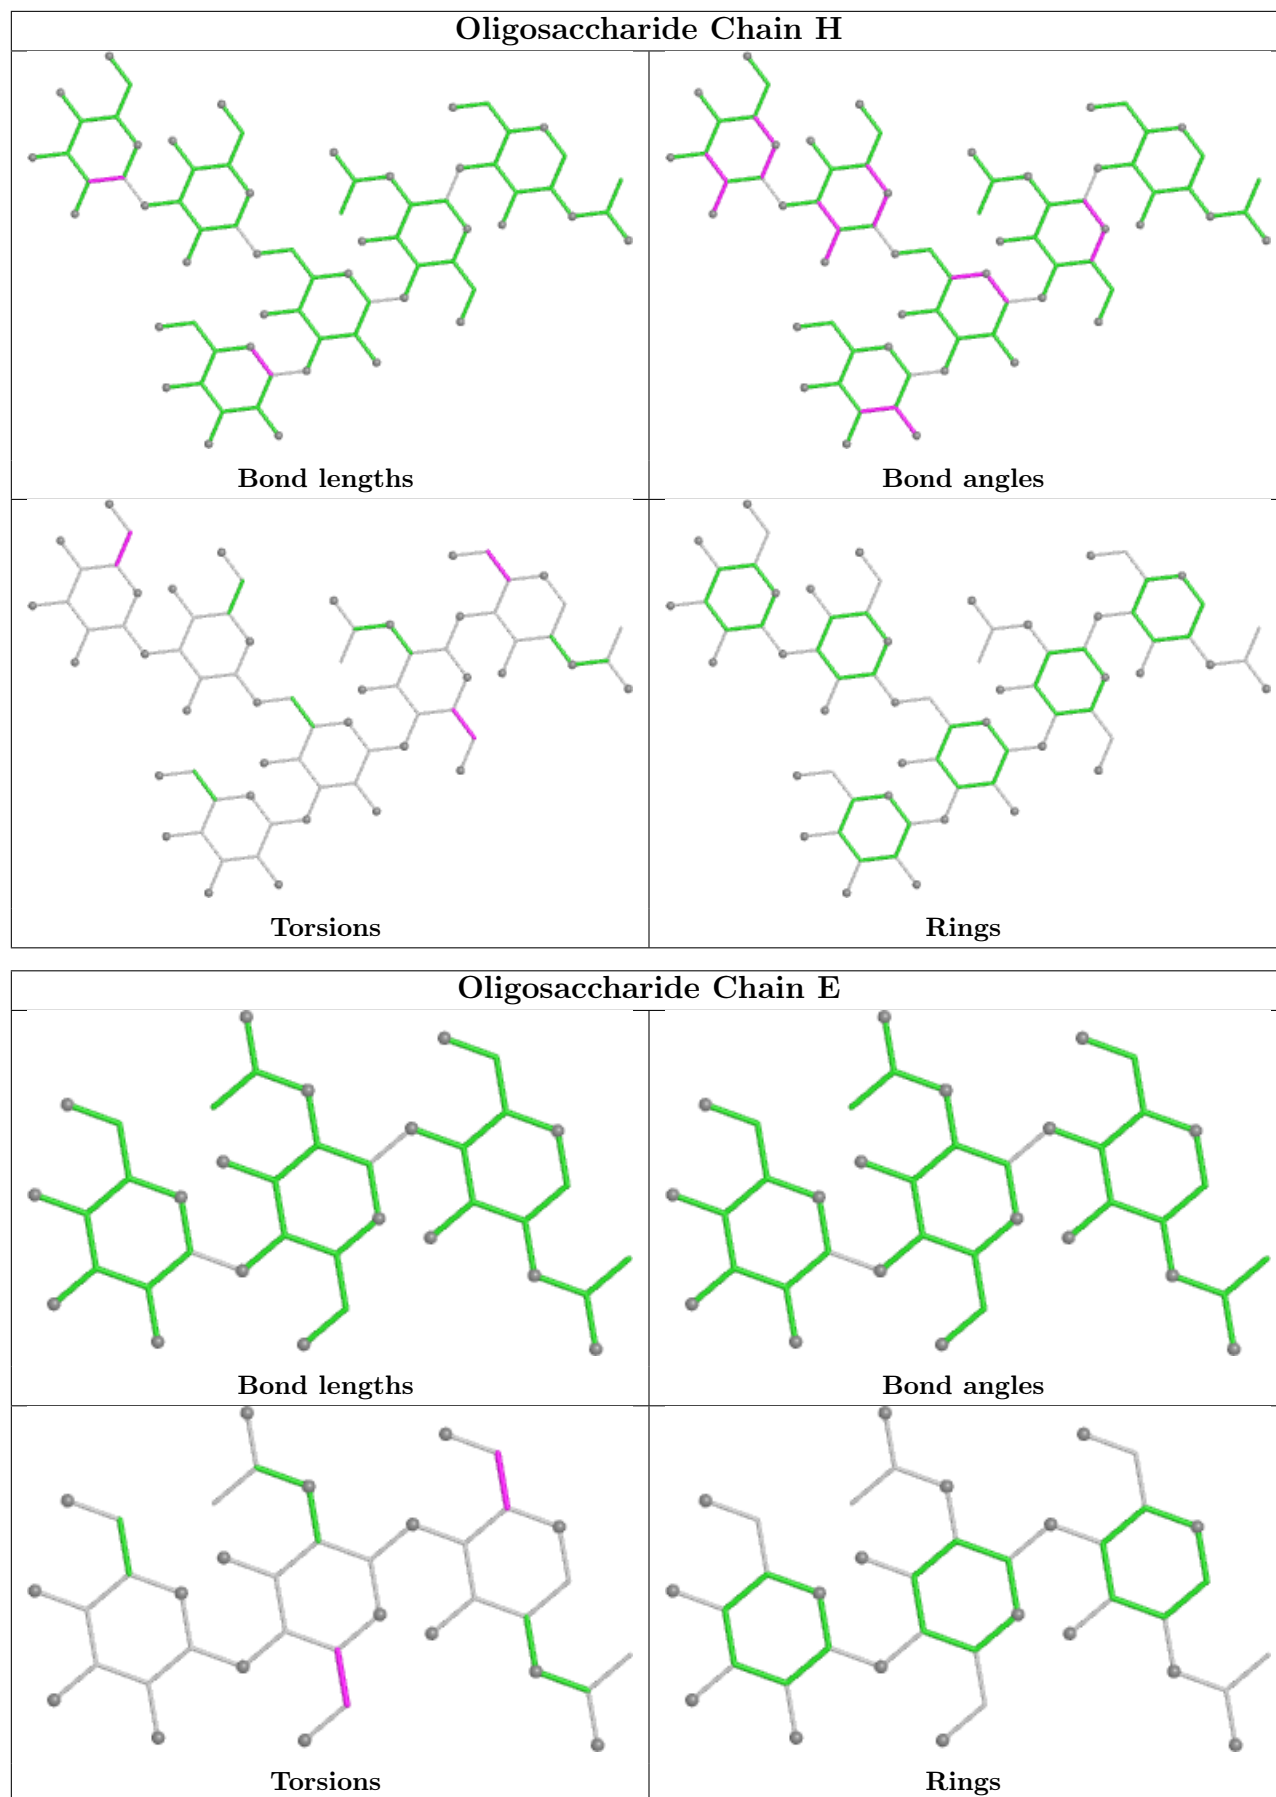 Oligosaccharide Chain H
Bond lengths
Bond angles
Torsions
Rings
Oligosaccharide Chain E
Bond lengths
Bond angles
Torsions
Rings